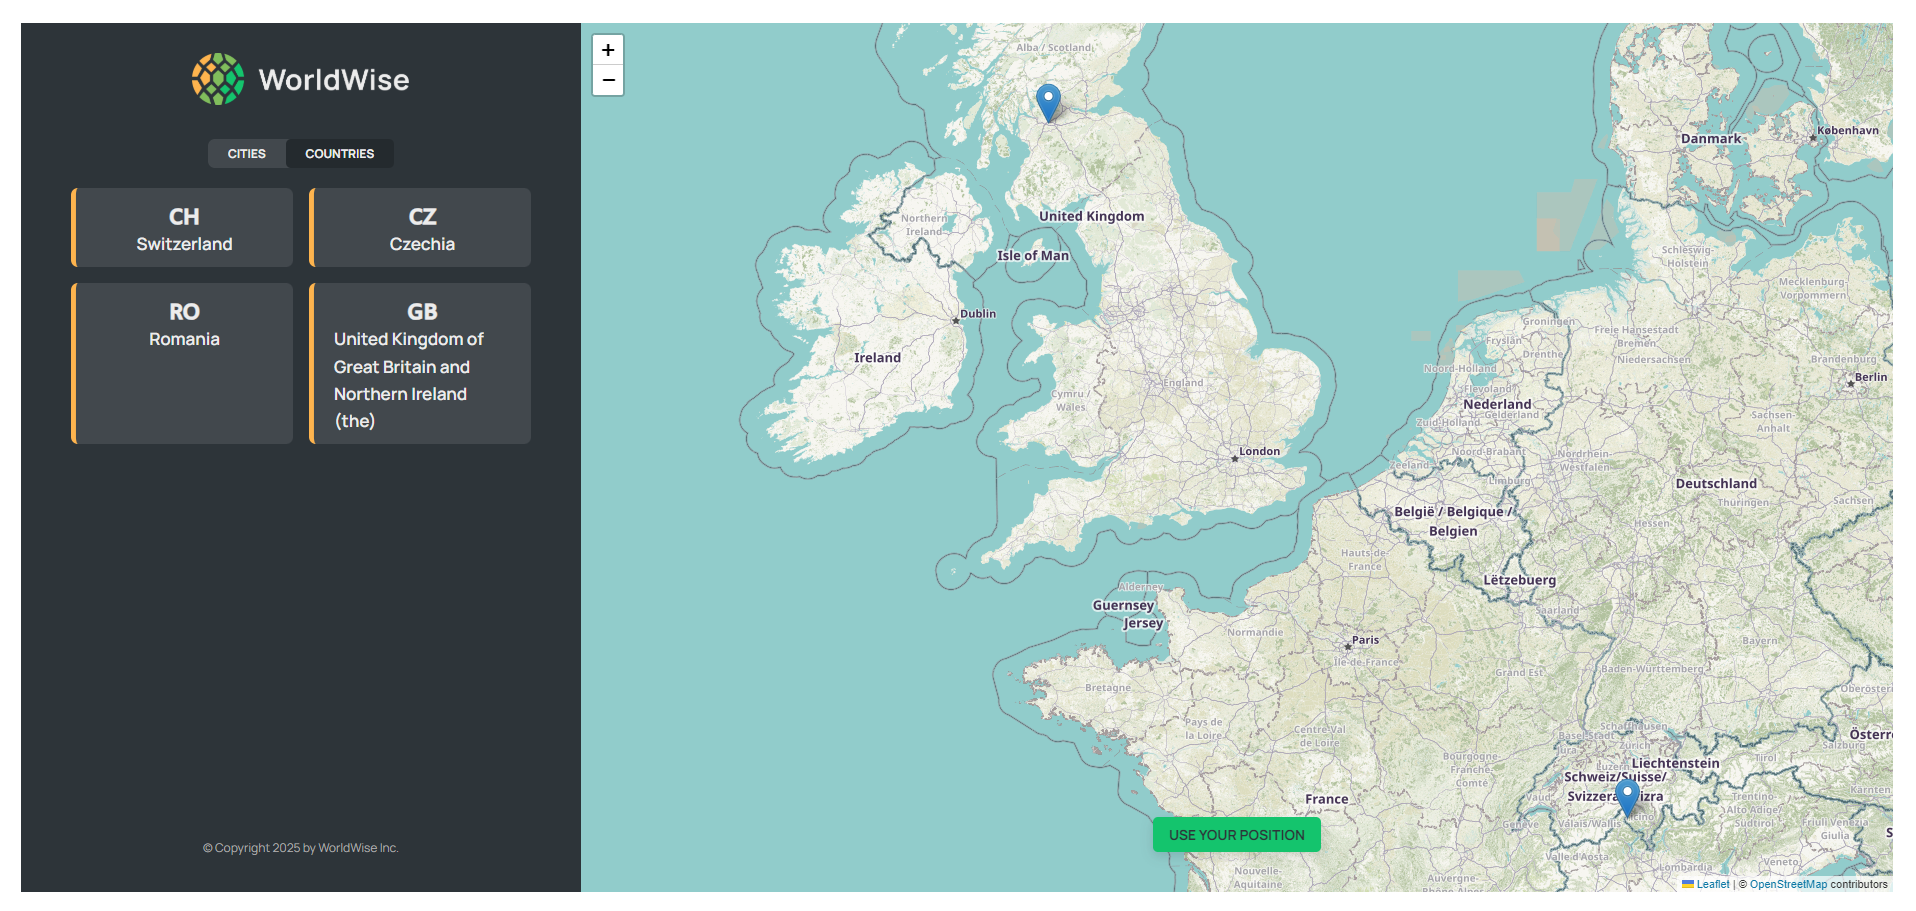 WorldWise
CITIES
COUNTRIES
CH
Switzerland
CZ
Czechia
RO
Romania
GB
United Kingdom of
Great Britain and
Northern Ireland
(the)
© Copyright 2025 by WorldWise Inc.
+
−
Alba / Scotland
United Kingdom
Northern
Ireland
Isle of Man
Dublin
Ireland
England
Cymru /
Wales
London
Alderney
Guernsey
Jersey
Danmark
København
Schleswig-
Holstein
Mecklenburg-
Vorpommern
Groningen
Fryslân
Drenthe
Freie Hansestadt
Bremen
Niedersachsen
Noord-Holland
Flevoland
Nederland
Gelderland
Zuid-Holland
Noord-Brabant
Zeeland
Limburg
Brandenburg
Berlin
Sachsen-
Anhalt
Nordrhein-
Westfalen
Deutschland
Thüringen
Sachsen
België / Belgique /
Belgien
Hessen
Hauts-de-
France
Lëtzebuerg
Saarland
Normandie
Paris
Île-de-France
Grand Est
Bayern
Baden-Württemberg
Bretagne
Pays de
la Loire
Centre-Val
de Loire
Bourgogne-
Franche-
Comté
France
Schaffhausen
Basel-Stadt
Jura
Zürich
Luzern
Liechtenstein
Schweiz/Suisse/
Vaud
Valais/Wallis
Genève
Tirol
Salzburg
Kärnten
Trentino-
Alto Adige/
Südtirol
Friuli Venezia
Giulia
Valle d'Aosta
Lombardia
Veneto
Nouvelle-
Aquitaine
Auvergne-
USE YOUR POSITION
Leaflet | © OpenStreetMap contributors